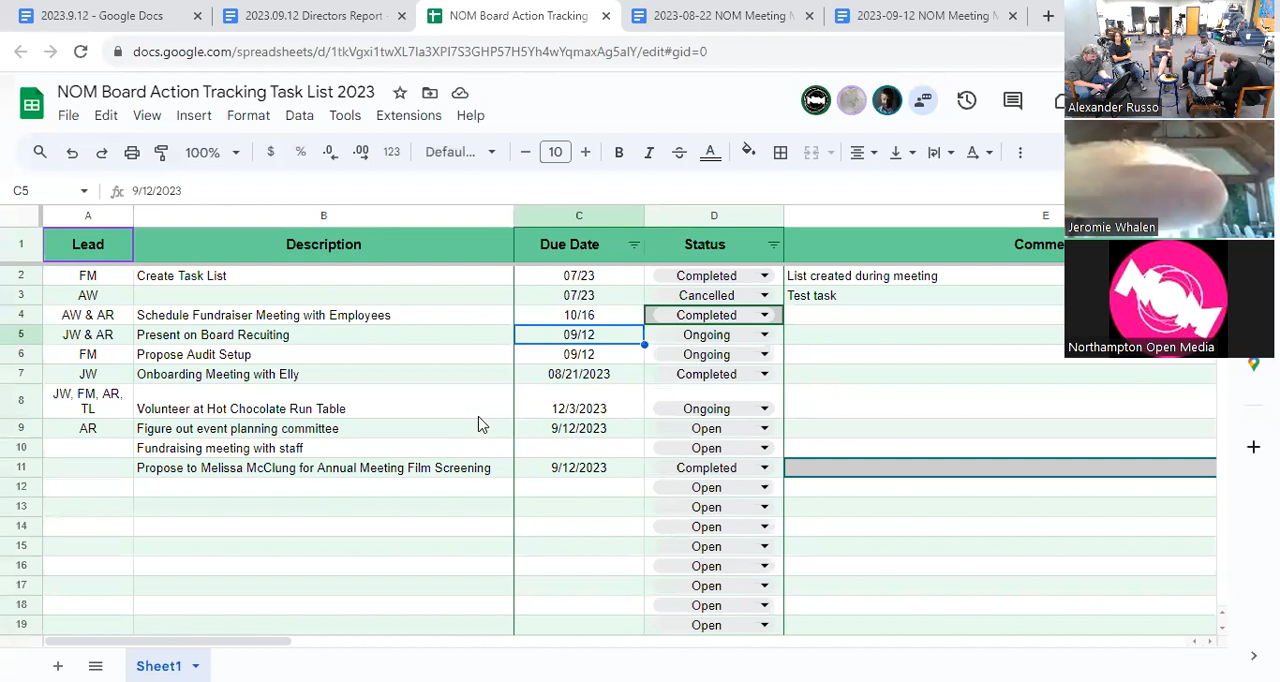 2023.9.12 - Google Docs
2023.09.12 Directors Report -
NOM Board Action Tracking
2023-08-22 NOM Meeting
2023-09-12 NOM Meeting
docs.google.com/spreadsheets/d/1tkVgxi1twXL7Ia3XPI7S3GHP57H5Yh4wYqmaxAg5aIY/edit#gid=0
NOM Board Action Tracking Task List 2023
File Edit View Insert Format Data Tools Extensions Help
100% $ % .0 .00 123 Defaul... 10 B I A
C5 fx 9/12/2023
A B C D E
1 Lead Description Due Date Status Comme
2 FM Create Task List 07/23 Completed List created during meeting
3 AW 07/23 Cancelled Test task
4 AW & AR Schedule Fundraiser Meeting with Employees 10/16 Completed
5 JW & AR Present on Board Recuiting 09/12 Ongoing
6 FM Propose Audit Setup 09/12 Ongoing
7 JW Onboarding Meeting with Elly 08/21/2023 Completed
JW, FM, AR,
8 TL Volunteer at Hot Chocolate Run Table 12/3/2023 Ongoing
9 AR Figure out event planning committee 9/12/2023 Open
10 Fundraising meeting with staff Open
11 Propose to Melissa McClung for Annual Meeting Film Screening 9/12/2023 Completed
12 Open
13 Open
14 Open
15 Open
16 Open
17 Open
18 Open
19 Open
Sheet1
Alexander Russo
Jeromie Whalen
NOM
Northampton Open Media